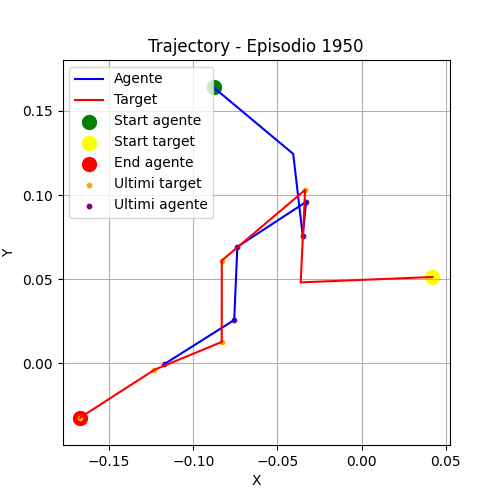 Trajectory - Episodio 1950
Agente
Target
Start agente
Start target
End agente
Ultimi target
Ultimi agente
Y
0.15
0.10
0.05
0.00
−0.15
−0.10
−0.05
0.00
0.05
X